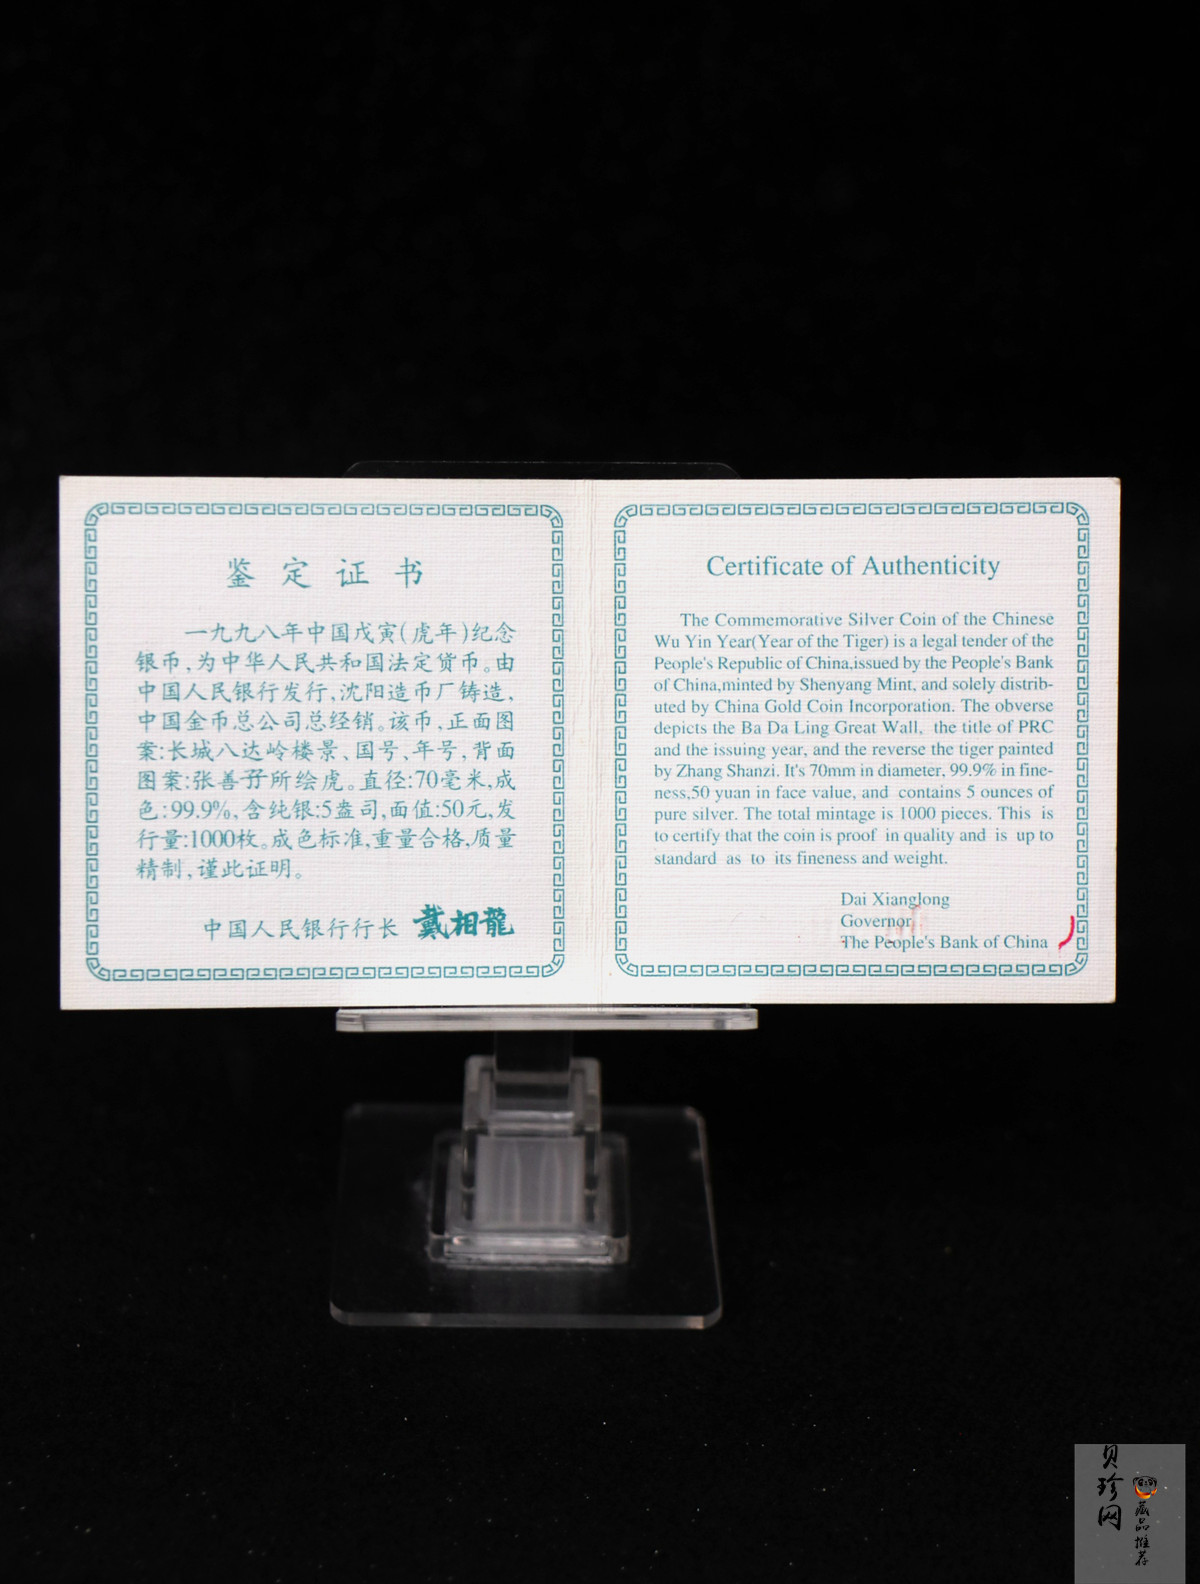 鉴定证书
一九九八年中国戊寅(虎年)纪念
银币,为中华人民共和国法定货币。由
中国人民银行发行,沈阳造币厂铸造,
中国金币总公司总经销。该币,正面图
案:长城八达岭楼景、国号、年号,背面
图案:张善孖所绘虎。直径:70毫米,成
色:99.9%,含纯银:5盎司,面值:50元,发
行量:1000枚。成色标准,重量合格,质量
精制,谨此证明。
中国人民银行行长 戴相龍
Certificate of Authenticity
The Commemorative Silver Coin of the Chinese
Wu Yin Year(Year of the Tiger) is a legal tender of the
People's Republic of China,issued by the People's Bank
of China,minted by Shenyang Mint, and solely distrib-
uted by China Gold Coin Incorporation. The obverse
depicts the Ba Da Ling Great Wall, the title of PRC
and the issuing year, and the reverse the tiger painted
by Zhang Shanzi. It's 70mm in diameter, 99.9% in fine-
ness,50 yuan in face value, and contains 5 ounces of
pure silver. The total mintage is 1000 pieces. This is
to certify that the coin is proof in quality and is up to
standard as to its fineness and weight.
Dai Xianglong
Governor
The People's Bank of China
贝珍网
藏品推荐